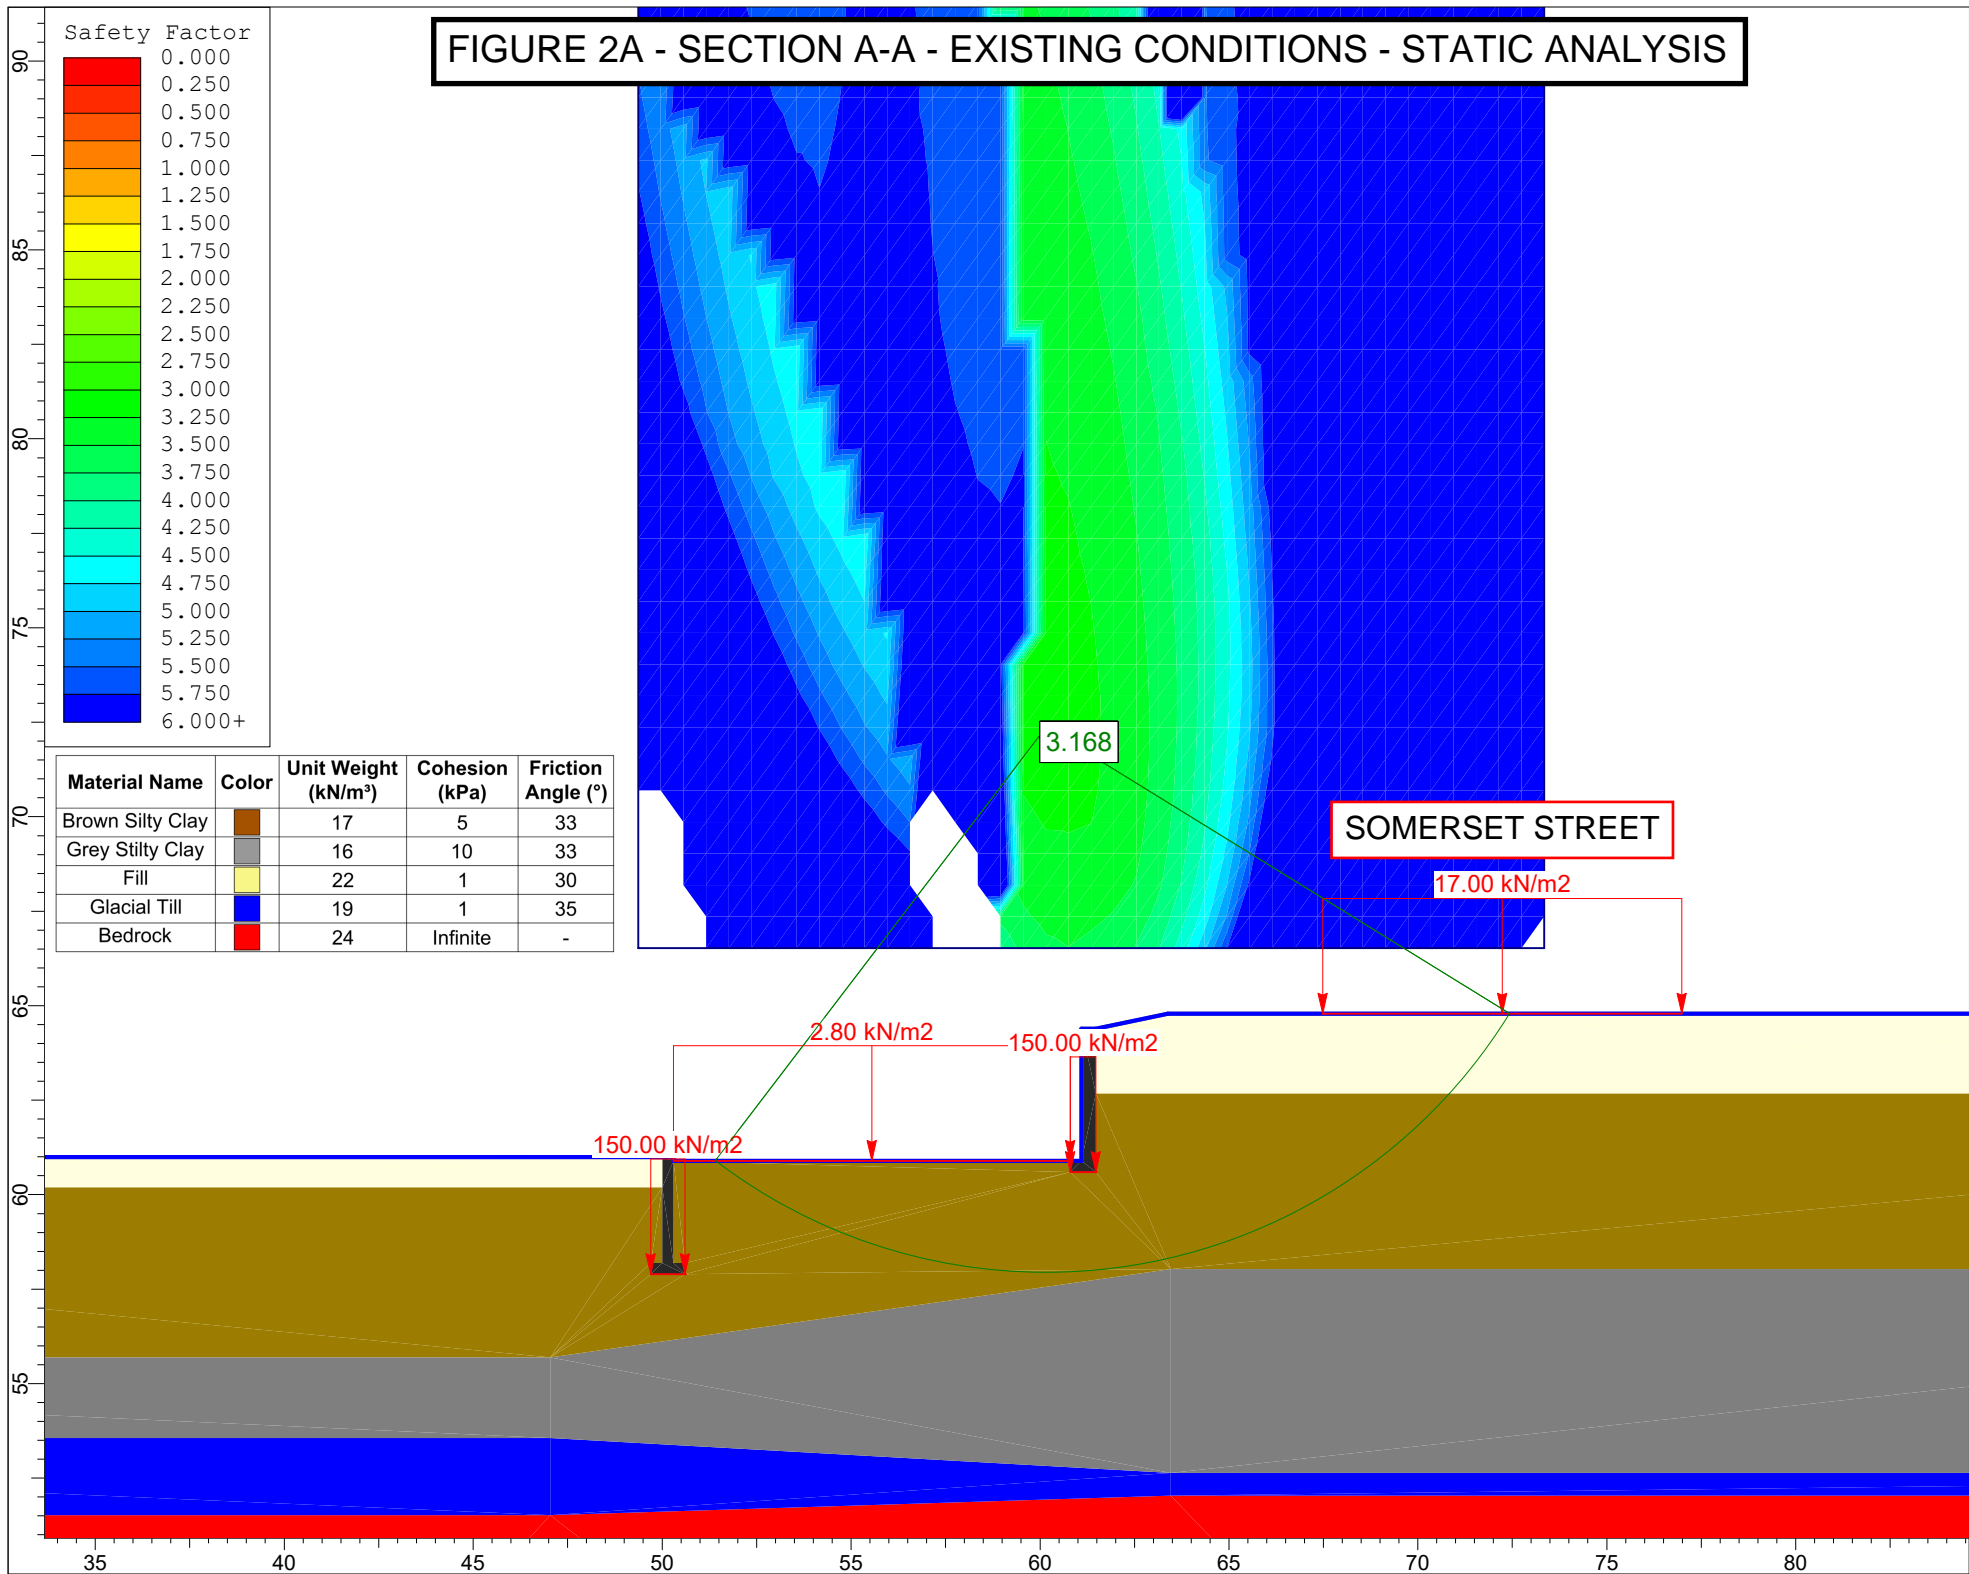 FIGURE 2A - SECTION A-A - EXISTING CONDITIONS - STATIC ANALYSIS
Safety Factor
0.000
0.250
0.500
0.750
1.000
1.250
1.500
1.750
2.000
2.250
2.500
2.750
3.000
3.250
3.500
3.750
4.000
4.250
4.500
4.750
5.000
5.250
5.500
5.750
6.000+
Material Name Color Unit Weight (kN/m³) Cohesion (kPa) Friction Angle (°)
Brown Silty Clay 17 5 33
Grey Stilty Clay 16 10 33
Fill 22 1 30
Glacial Till 19 1 35
Bedrock 24 Infinite -
3.168
SOMERSET STREET
17.00 kN/m2
2.80 kN/m2
150.00 kN/m2
150.00 kN/m2
90
85
80
75
70
65
60
55
35 40 45 50 55 60 65 70 75 80